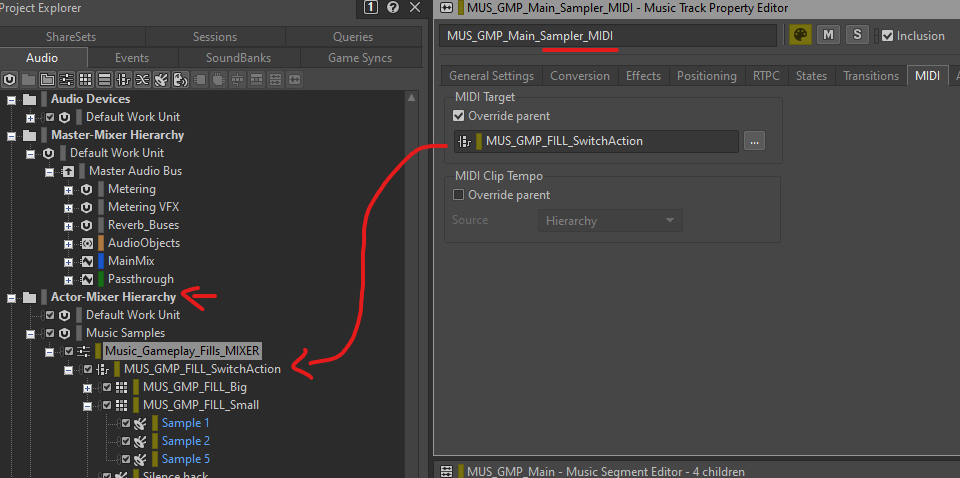 Project Explorer
1 ? ×
ShareSets Sessions Queries
Audio Events SoundBanks Game Syncs
Audio Devices
Default Work Unit
Master-Mixer Hierarchy
Default Work Unit
Master Audio Bus
Metering
Metering VFX
Reverb_Buses
AudioObjects
MainMix
Passthrough
Actor-Mixer Hierarchy
Default Work Unit
Music Samples
Music_Gameplay_Fills_MIXER
MUS_GMP_FILL_SwitchAction
MUS_GMP_FILL_Big
MUS_GMP_FILL_Small
Sample 1
Sample 2
Sample 5
Silence hack
MUS_GMP_Main_Sampler_MIDI - Music Track Property Editor
MUS_GMP_Main_Sampler_MIDI M S Inclusion
General Settings Conversion Effects Positioning RTPC States Transitions MIDI A
MIDI Target
Override parent
MUS_GMP_FILL_SwitchAction ...
MIDI Clip Tempo
Override parent
Source Hierarchy
MUS_GMP_Main - Music Segment Editor - 4 children